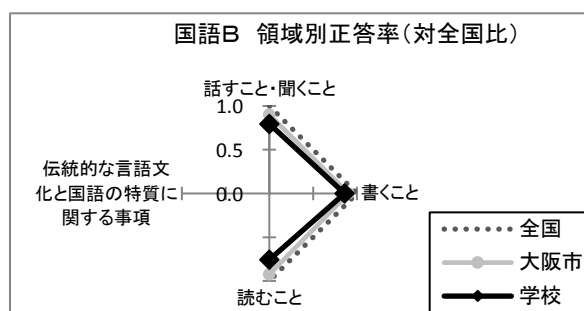 国語B 領域別正答率(対全国比)
話すこと・聞くこと
1.0
0.5
0.0
伝統的な言語文
化と国語の特質に
関する事項
書くこと
読むこと
全国
大阪市
学校